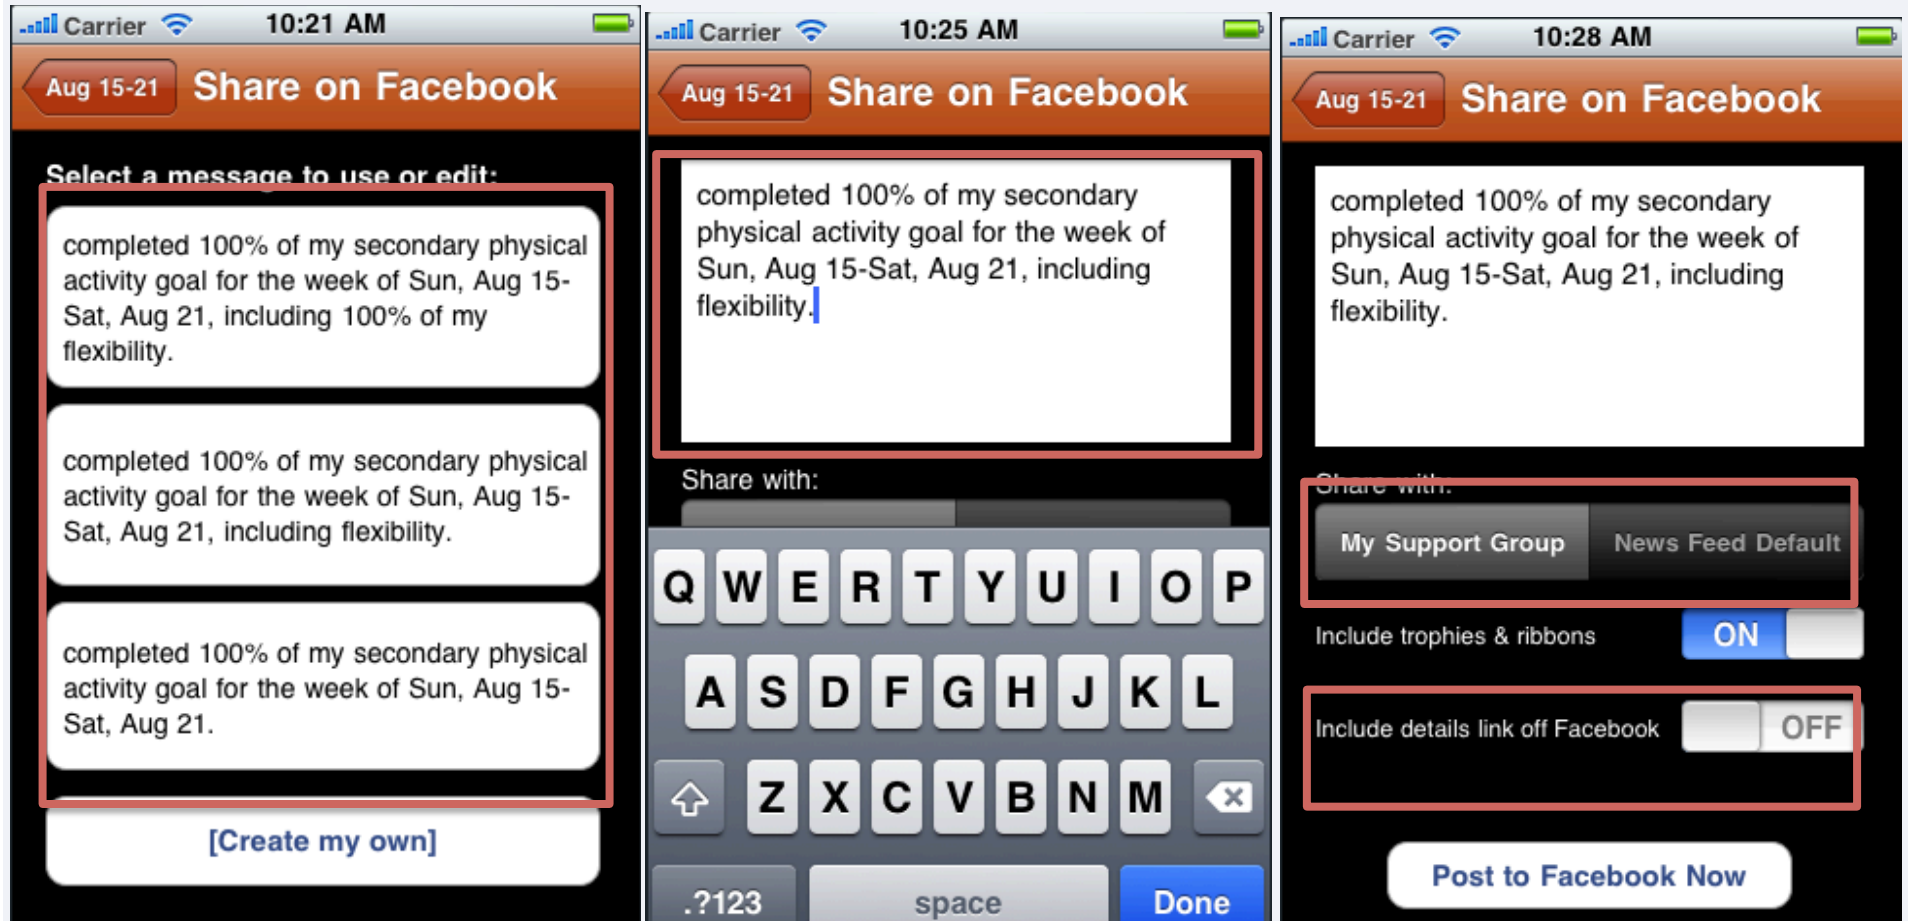 Carrier 10:21 AM
Aug 15-21 Share on Facebook
Select a message to use or edit:
completed 100% of my secondary physical
activity goal for the week of Sun, Aug 15-
Sat, Aug 21, including 100% of my
flexibility.
completed 100% of my secondary physical
activity goal for the week of Sun, Aug 15-
Sat, Aug 21, including flexibility.
completed 100% of my secondary physical
activity goal for the week of Sun, Aug 15-
Sat, Aug 21.
[Create my own]
Carrier 10:25 AM
Aug 15-21 Share on Facebook
completed 100% of my secondary
physical activity goal for the week of
Sun, Aug 15-Sat, Aug 21, including
flexibility.
Share with:
Q W E R T Y U I O P
A S D F G H J K L
Z X C V B N M
.?123 space Done
Carrier 10:28 AM
Aug 15-21 Share on Facebook
completed 100% of my secondary
physical activity goal for the week of
Sun, Aug 15-Sat, Aug 21, including
flexibility.
Share with:
My Support Group News Feed Default
Include trophies & ribbons ON
Include details link off Facebook OFF
Post to Facebook Now